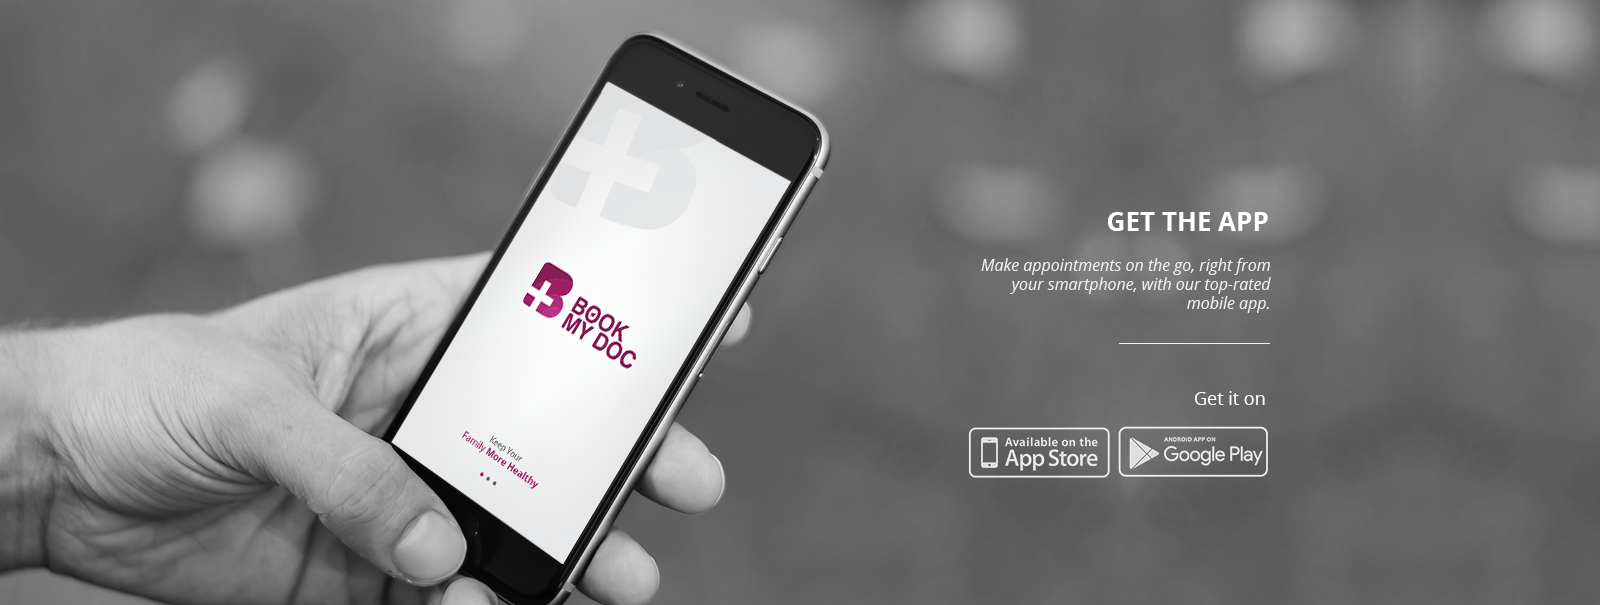 BOOK
MY DOC
Keep Your
Family More Healthy
GET THE APP
Make appointments on the go, right from
your smartphone, with our top-rated
mobile app.
Get it on
Available on the
App Store
ANDROID APP ON
Google Play